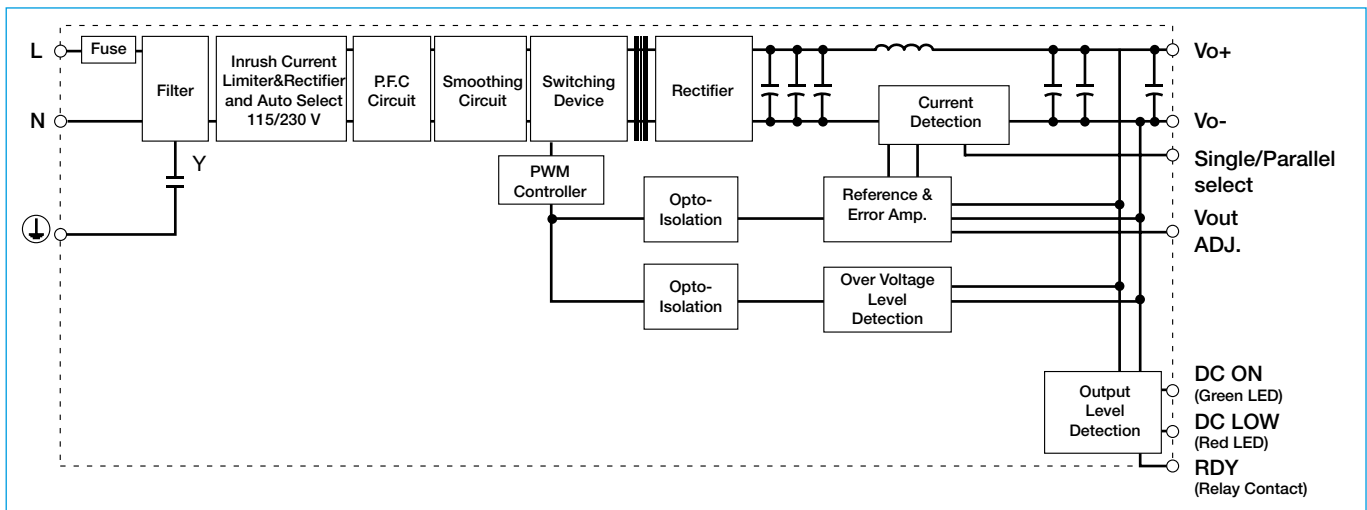 L
Fuse
Filter
Inrush Current
Limiter&Rectifier
and Auto Select
115/230 V
P.F.C
Circuit
Smoothing
Circuit
Switching
Device
Rectifier
Current
Detection
Vo+
N
Vo-
Y
PWM
Controller
Opto-
Isolation
Reference &
Error Amp.
Single/Parallel
select
Vout
ADJ.
Opto-
Isolation
Over Voltage
Level
Detection
Output
Level
Detection
DC ON
(Green LED)
DC LOW
(Red LED)
RDY
(Relay Contact)